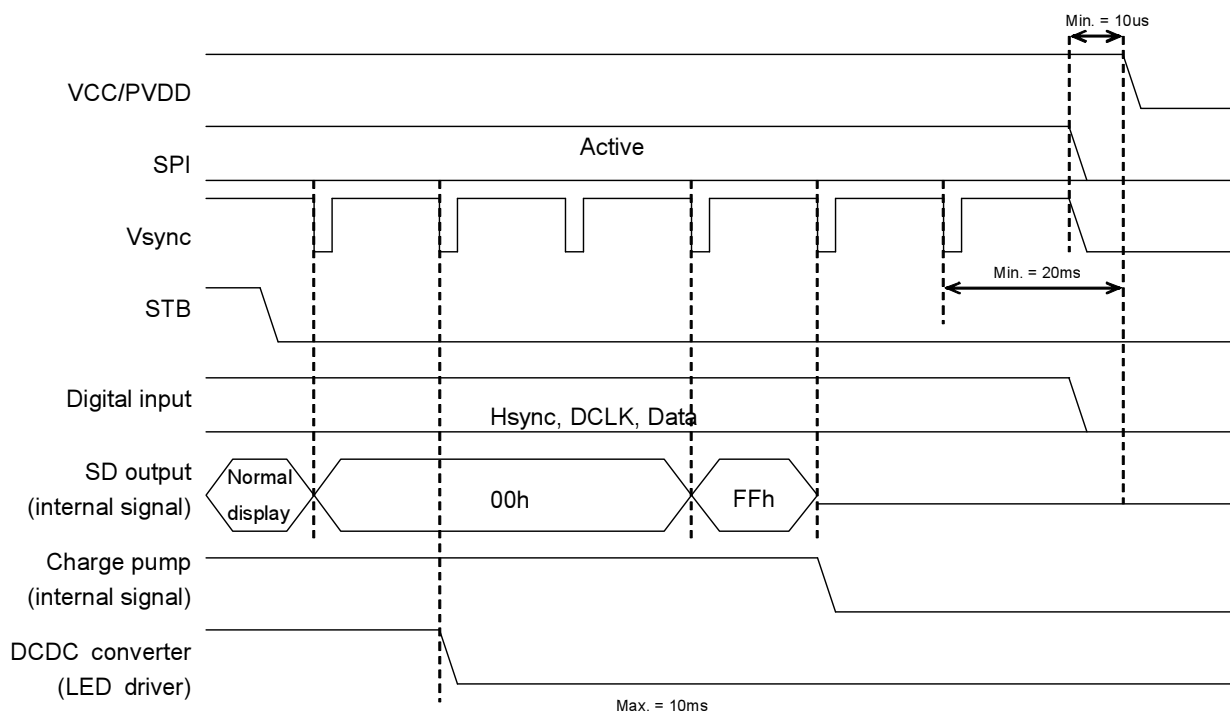 Min. = 10us
VCC/PVDD
Active
SPI
Vsync
Min. = 20ms
STB
Digital input
Hsync, DCLK, Data
SD output
(internal signal)
Normal
display
00h
FFh
Charge pump
(internal signal)
DCDC converter
(LED driver)
Max. = 10ms